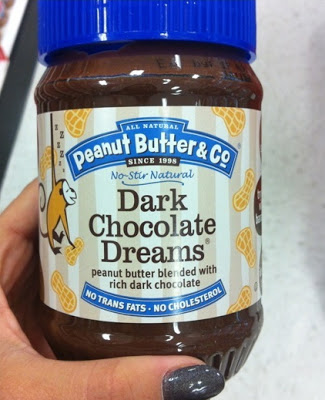 ALL NATURAL
Peanut Butter & Co
SINCE 1998
No-Stir Natural
Dark
Chocolate
Dreams®
peanut butter blended with
rich dark chocolate
NO TRANS FATS • NO CHOLESTEROL